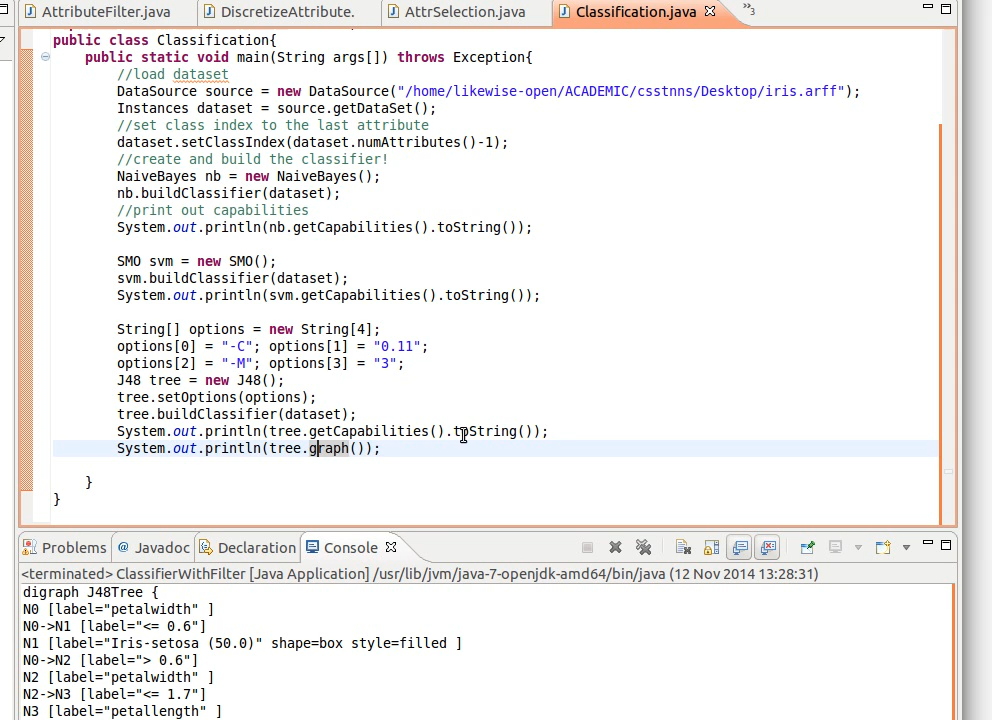 AttributeFilter.java DiscretizeAttribute. AttrSelection.java Classification.java »3
public class Classification{
public static void main(String args[]) throws Exception{
//load dataset
DataSource source = new DataSource("/home/likewise-open/ACADEMIC/csstnns/Desktop/iris.arff");
Instances dataset = source.getDataSet();
//set class index to the last attribute
dataset.setClassIndex(dataset.numAttributes()-1);
//create and build the classifier!
NaiveBayes nb = new NaiveBayes();
nb.buildClassifier(dataset);
//print out capabilities
System.out.println(nb.getCapabilities().toString());
SMO svm = new SMO();
svm.buildClassifier(dataset);
System.out.println(svm.getCapabilities().toString());
String[] options = new String[4];
options[0] = "-C"; options[1] = "0.11";
options[2] = "-M"; options[3] = "3";
J48 tree = new J48();
tree.setOptions(options);
tree.buildClassifier(dataset);
System.out.println(tree.getCapabilities().toString());
System.out.println(tree.graph());
}
}
Problems @ Javadoc Declaration Console
<terminated> ClassifierWithFilter [Java Application] /usr/lib/jvm/java-7-openjdk-amd64/bin/java (12 Nov 2014 13:28:31)
digraph J48Tree {
N0 [label="petalwidth" ]
N0->N1 [label="<= 0.6"]
N1 [label="Iris-setosa (50.0)" shape=box style=filled ]
N0->N2 [label="> 0.6"]
N2 [label="petalwidth" ]
N2->N3 [label="<= 1.7"]
N3 [label="petallength" ]